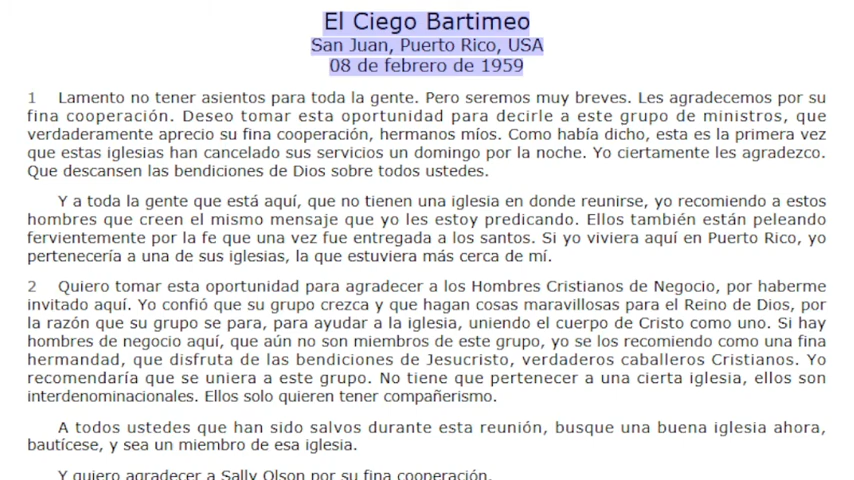 El Ciego Bartimeo
San Juan, Puerto Rico, USA
08 de febrero de 1959
1 Lamento no tener asientos para toda la gente. Pero seremos muy breves. Les agradecemos por su
fina cooperación. Deseo tomar esta oportunidad para decirle a este grupo de ministros, que
verdaderamente aprecio su fina cooperación, hermanos míos. Como había dicho, esta es la primera vez
que estas iglesias han cancelado sus servicios un domingo por la noche. Yo ciertamente les agradezco.
Que descansen las bendiciones de Dios sobre todos ustedes.
Y a toda la gente que está aquí, que no tienen una iglesia en donde reunirse, yo recomiendo a estos
hombres que creen el mismo mensaje que yo les estoy predicando. Ellos también están peleando
fervientemente por la fe que una vez fue entregada a los santos. Si yo viviera aquí en Puerto Rico, yo
pertenecería a una de sus iglesias, la que estuviera más cerca de mí.
2 Quiero tomar esta oportunidad para agradecer a los Hombres Cristianos de Negocio, por haberme
invitado aquí. Yo confió que su grupo crezca y que hagan cosas maravillosas para el Reino de Dios, por
la razón que su grupo se para, para ayudar a la iglesia, uniendo el cuerpo de Cristo como uno. Si hay
hombres de negocio aquí, que aún no son miembros de este grupo, yo se los recomiendo como una fina
hermandad, que disfruta de las bendiciones de Jesucristo, verdaderos caballeros Cristianos. Yo
recomendaría que se uniera a este grupo. No tiene que pertenecer a una cierta iglesia, ellos son
interdenominacionales. Ellos solo quieren tener compañerismo.
A todos ustedes que han sido salvos durante esta reunión, busque una buena iglesia ahora,
bautícese, y sea un miembro de esa iglesia.
Y quiero agradecer a Sally Olson por su fina cooperación.